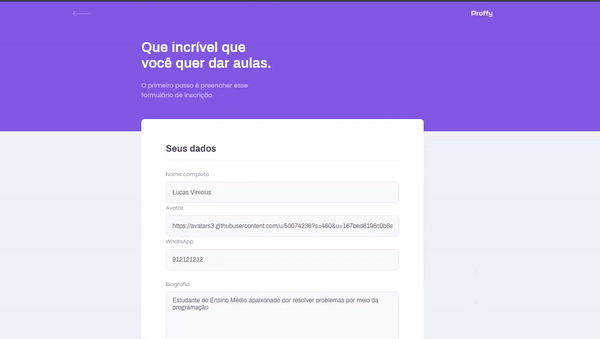 Proffy
Que incrível que
você quer dar aulas.
O primeiro passo é preencher esse
formulário de inscrição
Seus dados
Nome completo
Lucas Vinicius
Avatar
https://avatars3.githubusercontent.com/u/50074236?s=460&u=167bed6198c0b8e
WhatsApp
912121212
Biografia
Estudante do Ensino Médio apaixonado por resolver problemas por meio da
programação